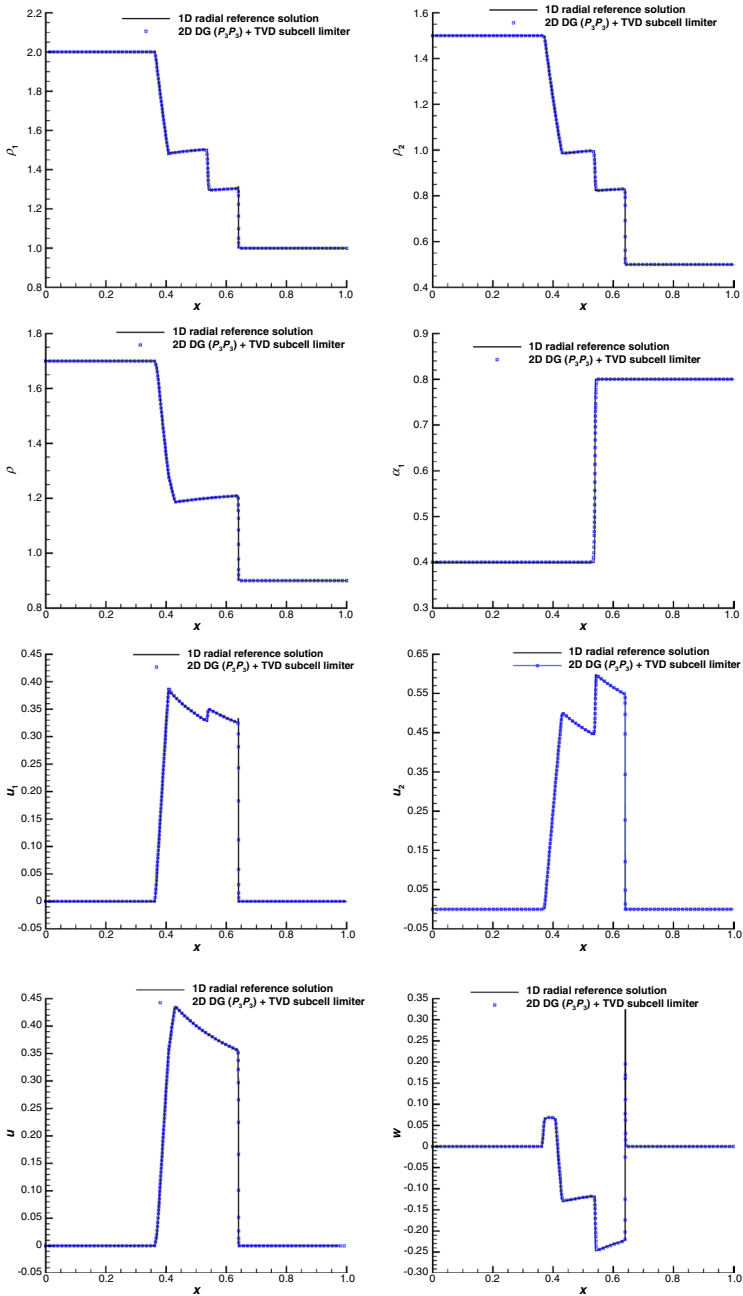 1D radial reference solution
2D DG (P₃P₃) + TVD subcell limiter
2.0
1.8
1.6
1.4
1.2
1.0
0.8
ρ₁
0 0.2 0.4 0.6 0.8 1.0
x
1D radial reference solution
2D DG (P₃P₃) + TVD subcell limiter
1.6
1.4
1.2
1.0
0.8
0.6
0.4
ρ₂
0 0.2 0.4 0.6 0.8 1.0
x
1D radial reference solution
2D DG (P₃P₃) + TVD subcell limiter
1.8
1.7
1.5
1.3
1.1
0.9
0.8
ρ
0 0.2 0.4 0.6 0.8 1.0
x
1D radial reference solution
2D DG (P₃P₃) + TVD subcell limiter
0.9
0.8
0.7
0.6
0.5
0.4
0.3
α₁
0 0.2 0.4 0.6 0.8 1.0
x
1D radial reference solution
2D DG (P₃P₃) + TVD subcell limiter
0.45
0.40
0.35
0.30
0.25
0.20
0.15
0.10
0.05
0
-0.05
u₁
0 0.2 0.4 0.6 0.8 1.0
x
1D radial reference solution
2D DG (P₃P₃) + TVD subcell limiter
0.65
0.55
0.45
0.35
0.25
0.15
0.05
-0.05
u₂
0 0.2 0.4 0.6 0.8 1.0
x
1D radial reference solution
2D DG (P₃P₃) + TVD subcell limiter
0.45
0.40
0.35
0.30
0.25
0.20
0.15
0.10
0.05
0
-0.05
u
0 0.2 0.4 0.6 0.8 1.0
x
1D radial reference solution
2D DG (P₃P₃) + TVD subcell limiter
0.35
0.30
0.25
0.20
0.15
0.10
0.05
0
-0.05
-0.10
-0.15
-0.20
-0.25
-0.30
w
0 0.2 0.4 0.6 0.8 1.0
x